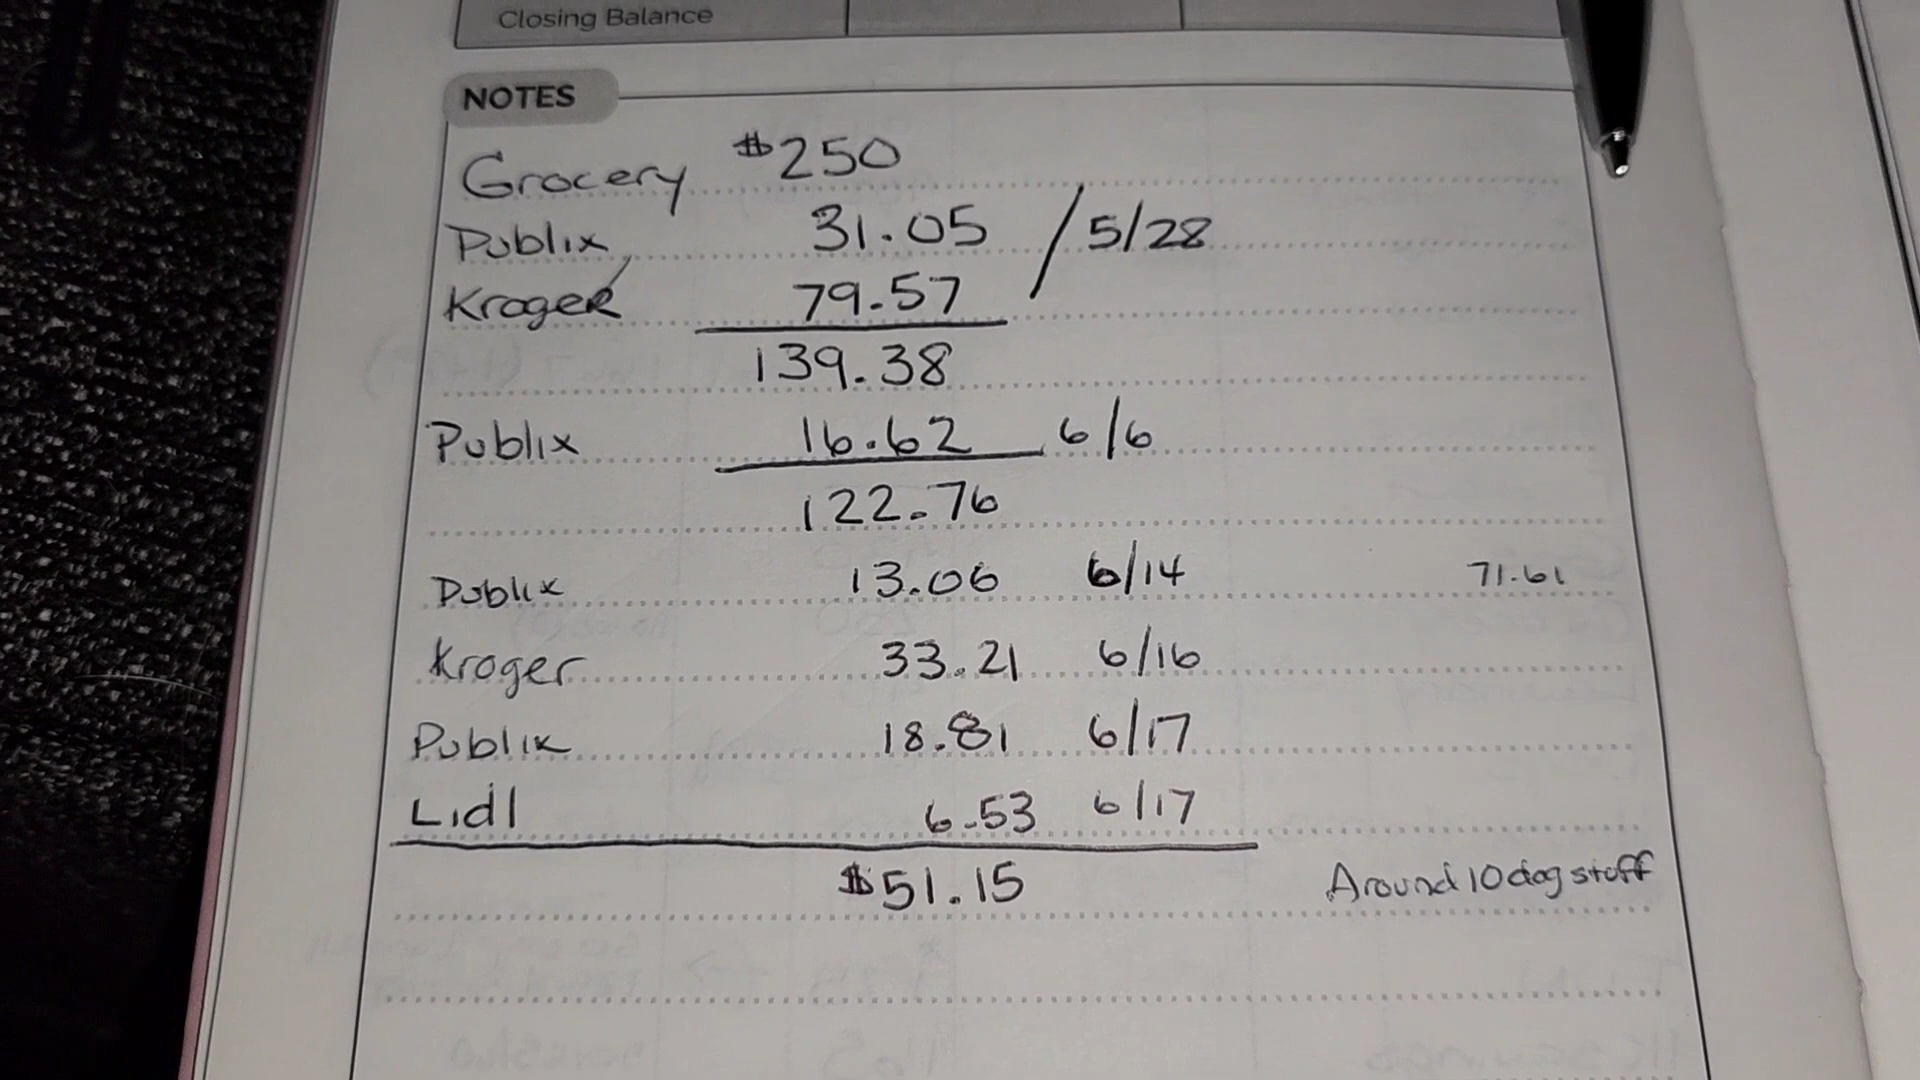 Closing Balance
NOTES
Grocery $250
Publix 31.05 / 5/28
Kroger 79.57
139.38
Publix 16.62 6/6
122.76
Publix 13.06 6/14 71.61
Kroger 33.21 6/16
Publix 18.81 6/17
Lidl 6.53 6/17
$51.15 Around 10 dog stuff